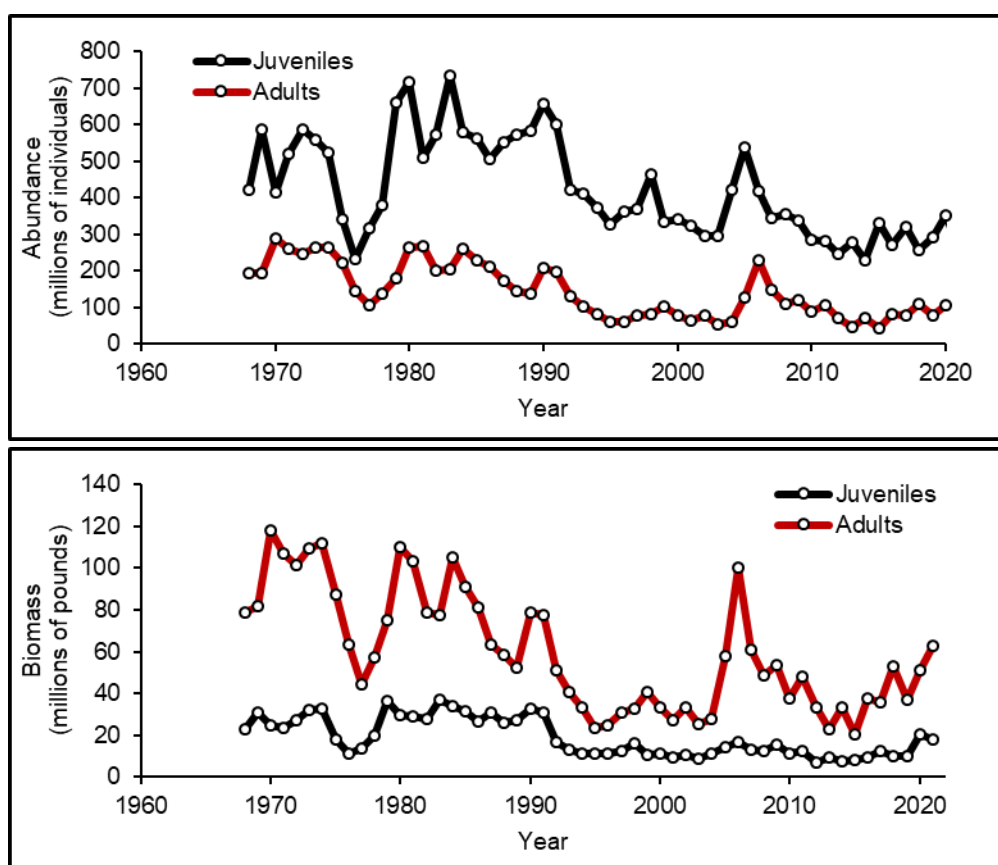 800
700
600
500
400
300
200
100
0
Abundance
(millions of individuals)
Juveniles
Adults
1960 1970 1980 1990 2000 2010 2020
Year
140
120
100
80
60
40
20
0
Biomass
(millions of pounds)
Juveniles
Adults
1960 1970 1980 1990 2000 2010 2020
Year